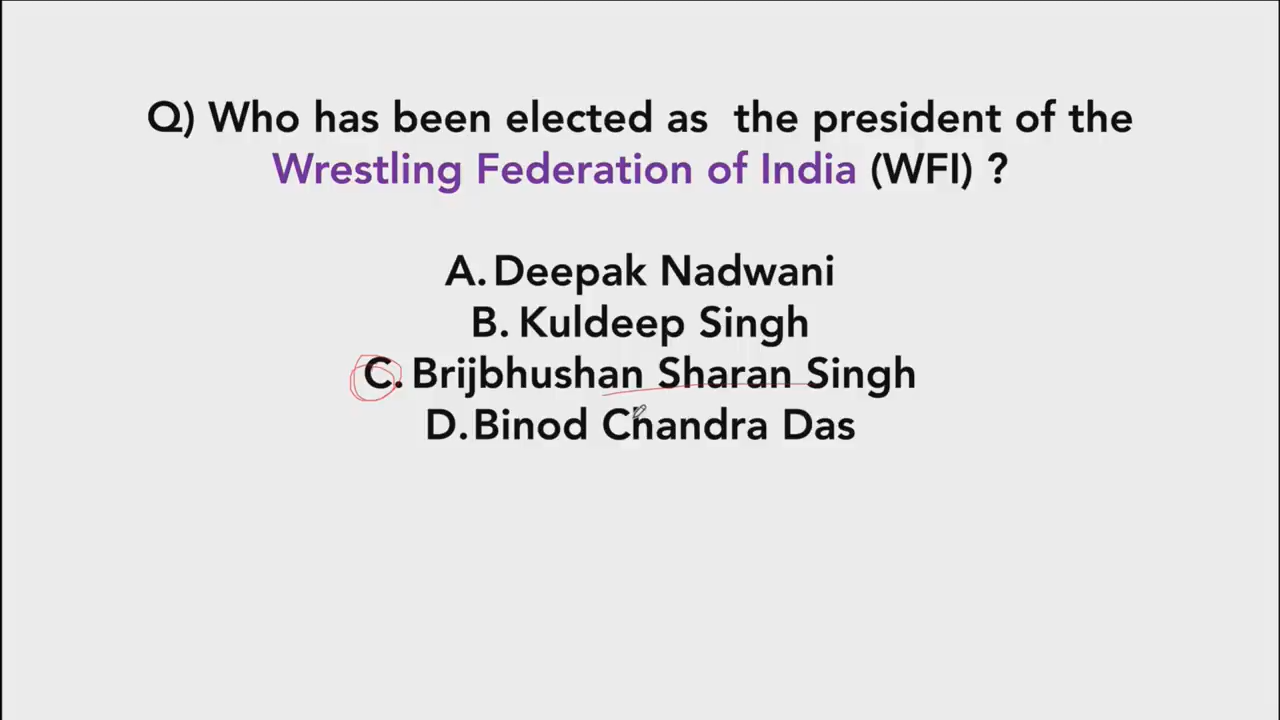 Q) Who has been elected as the president of the
Wrestling Federation of India (WFI) ?
A. Deepak Nadwani
B. Kuldeep Singh
C. Brijbhushan Sharan Singh
D. Binod Chandra Das